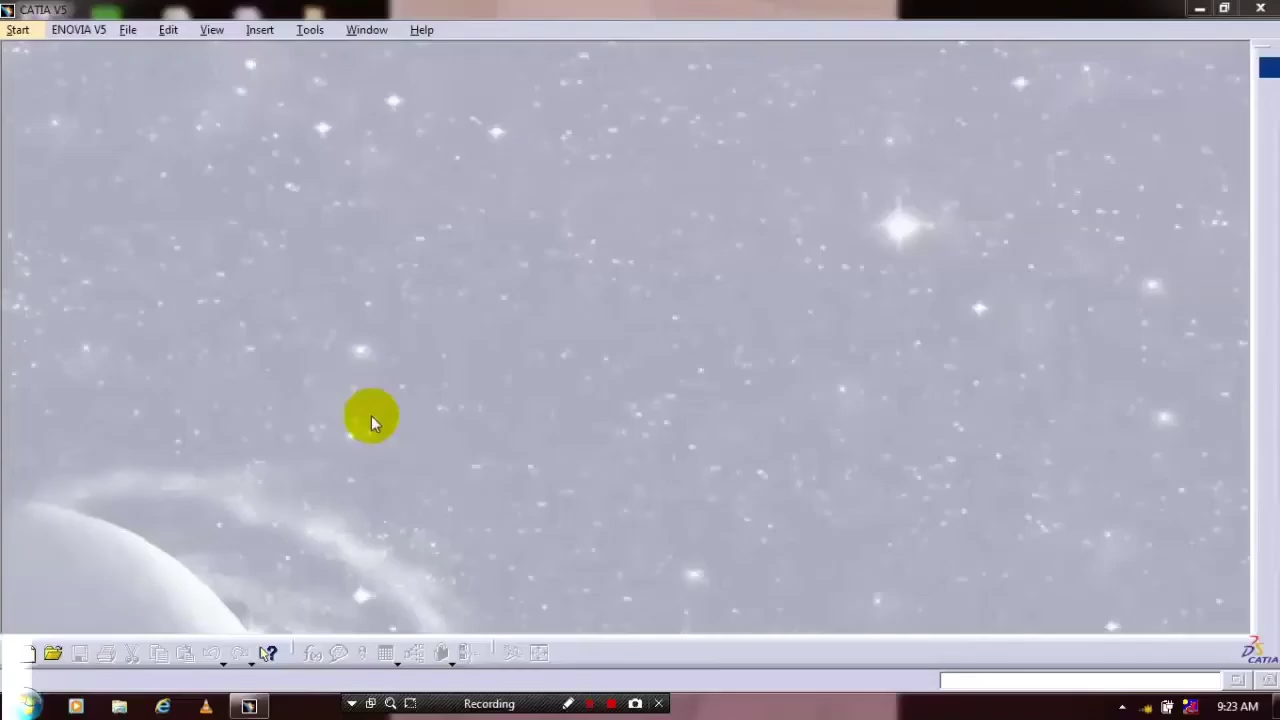 CATIA V5
Start ENOVIA V5 File Edit View Insert Tools Window Help
f(x)
CATIA
Recording 9:23 AM